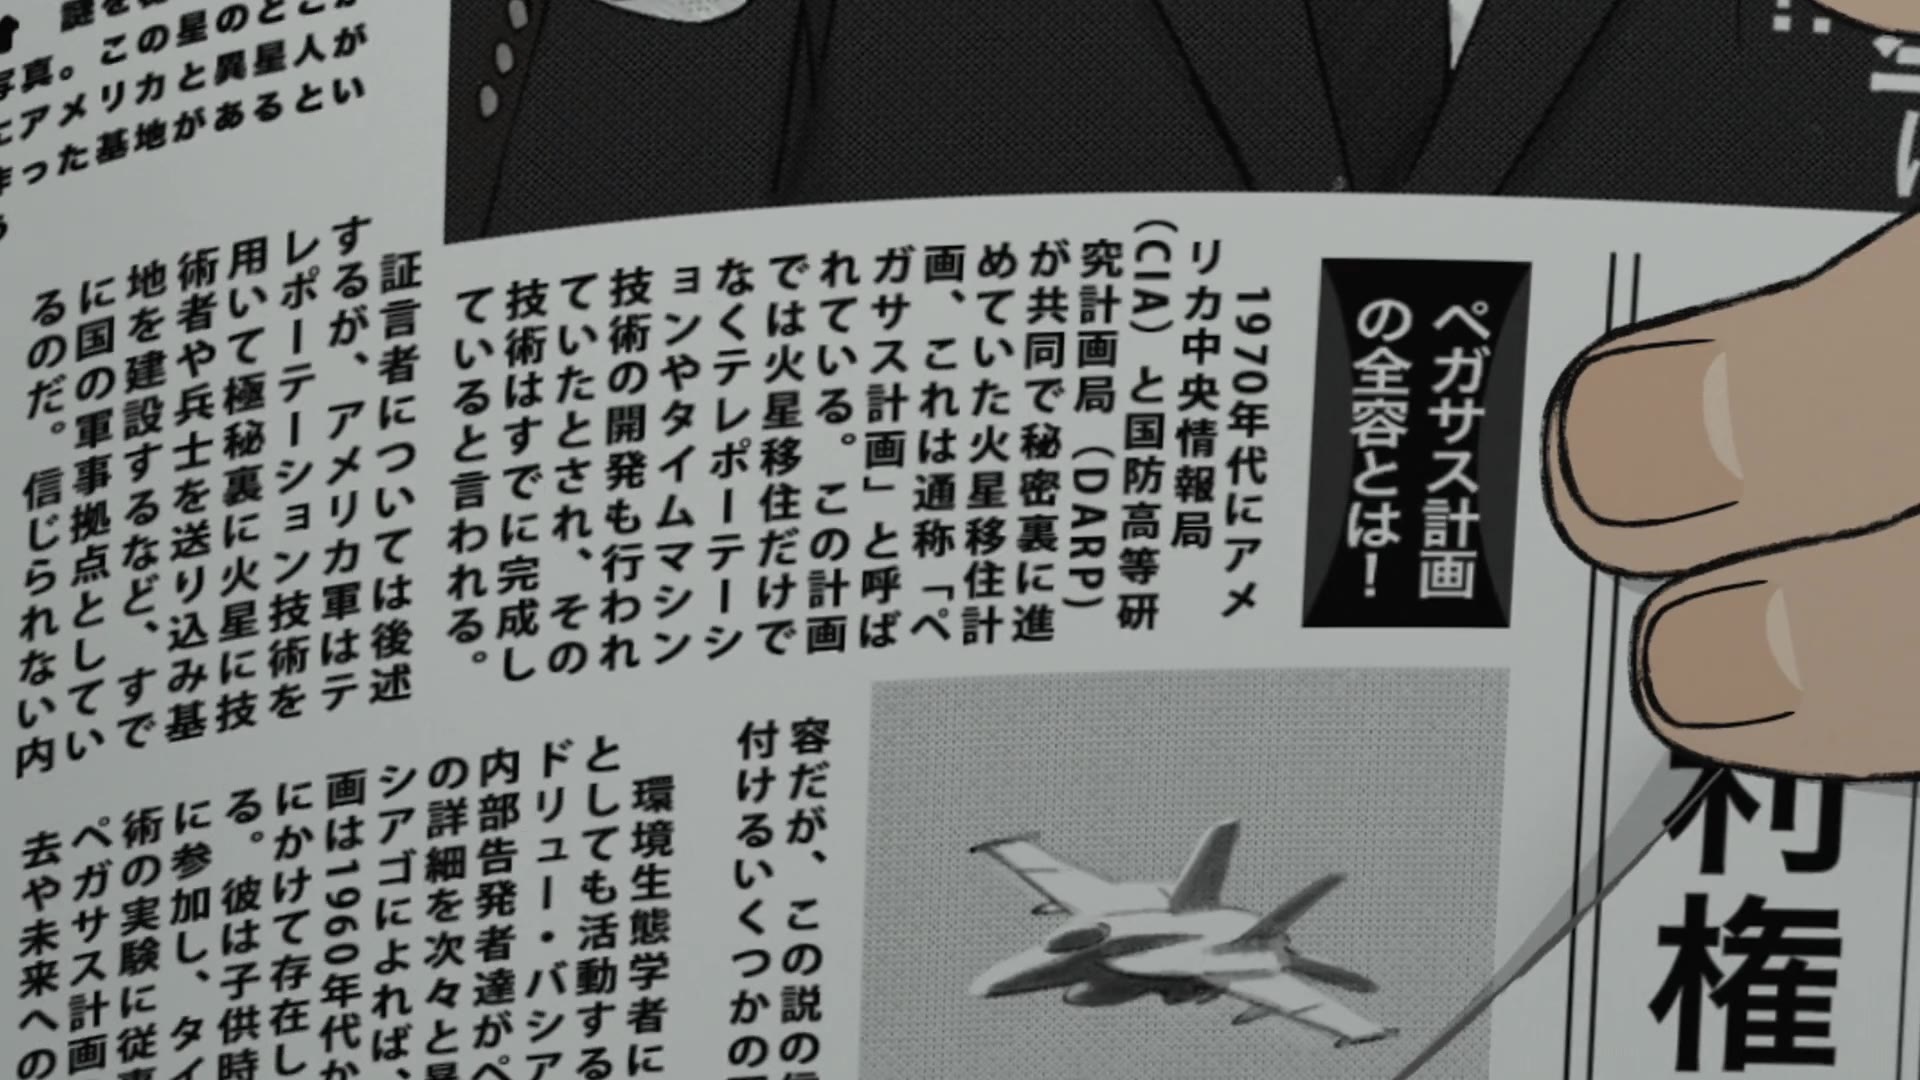 ペガサス計画
の全容とは！
1970年代にアメ
リカ中央情報局
（CIA）と国防高等研
究計画局（DARP）
が共同で秘密裏に進
めていた火星移住計
画、これは通称「ペ
ガサス計画」と呼ば
れている。この計画
では火星移住だけで
なくテレポーテーシ
ョンやタイムマシン
技術の開発も行われ
ていたとされ、その
技術はすでに完成し
ていると言われる。
証言者については後述
するが、アメリカ軍はテ
レポーテーション技術を
用いて極秘裏に火星に技
術者や兵士を送り込み基
地を建設するなど、すで
に国の軍事拠点としてい
るのだ。信じられない内
容だが、この説の
付けるいくつかの
環境生態学者に
としても活動する
ドリュー・バシア
内部告発者達がペ
の詳細を次々と
シアゴによれば、
画は1960年代か
にかけて存在し
る。彼は子供時
に参加し、タイ
術の実験に従
ペガサス計画
去や未来への
写真。この星のどこか
にアメリカと異星人が
作った基地があるとい
う
利権